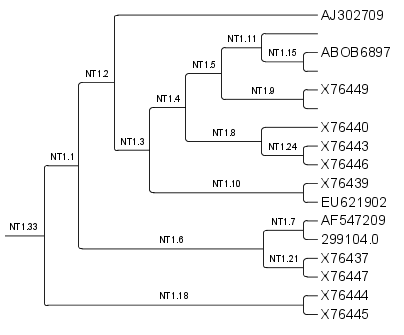 AJ302709
NT1.11
NT1.15 ABOB6897
NT1.5
NT1.2
NT1.9 X76449
NT1.4
X76440
NT1.8
NT1.24 X76443
NT1.3
X76446
NT1.1
X76439
NT1.10
EU621902
NT1.7 AF547209
NT1.33
NT1.6 299104.0
NT1.21 X76437
X76447
NT1.18 X76444
X76445